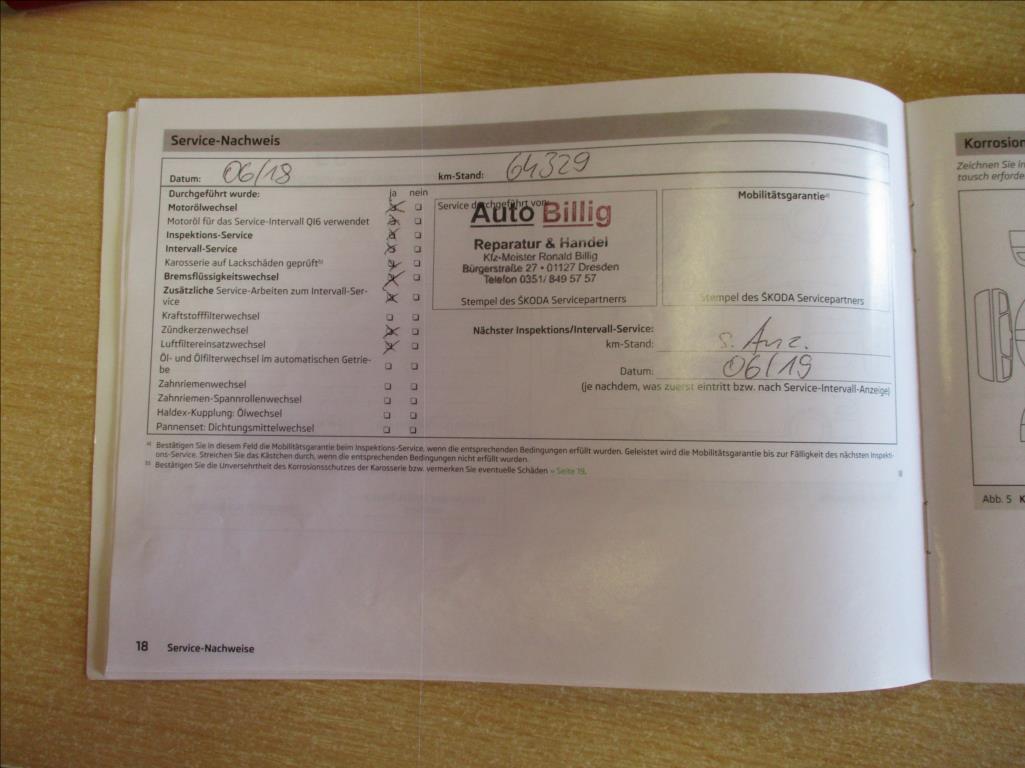 Service-Nachweis
Datum: 06/18 km-Stand: 64329
Durchgeführt wurde: ja nein
Motorölwechsel
Motoröl für das Service-Intervall QI6 verwendet
Inspektions-Service
Intervall-Service
Karosserie auf Lackschäden geprüft b)
Bremsflüssigkeitswechsel
Zusätzliche Service-Arbeiten zum Intervall-Ser-
vice
Kraftstofffilterwechsel
Zündkerzenwechsel
Luftfiltereinsatzwechsel
Öl- und Ölfilterwechsel im automatischen Getrie-
be
Zahnriemenwechsel
Zahnriemen-Spannrollenwechsel
Haldex-Kupplung: Ölwechsel
Pannenset: Dichtungsmittelwechsel
Service durchgeführt von:
Auto Billig
Reparatur & Handel
Kfz-Meister Ronald Billig
Bürgerstraße 27 • 01127 Dresden
Telefon 0351/ 849 57 57
Stempel des ŠKODA Servicepartnerrs
Mobilitätsgarantie a)
Stempel des ŠKODA Servicepartners
Nächster Inspektions/Intervall-Service:
km-Stand: s. Anz.
Datum: 06/19
(je nachdem, was zuerst eintritt bzw. nach Service-Intervall-Anzeige)
a) Bestätigen Sie in diesem Feld die Mobilitätsgarantie beim Inspektions-Service, wenn die entsprechenden Bedingungen erfüllt wurden. Geleistet wird die Mobilitätsgarantie bis zur Fälligkeit des nächsten Inspekti-
ons-Service. Streichen Sie das Kästchen durch, wenn die entsprechenden Bedingungen nicht erfüllt wurden.
b) Bestätigen Sie die Unversehrtheit des Korrosionsschutzes der Karosserie bzw. vermerken Sie eventuelle Schäden » Seite 19.
18 Service-Nachweise
Korrosion
Zeichnen Sie in
tausch erforde
Abb. 5 K